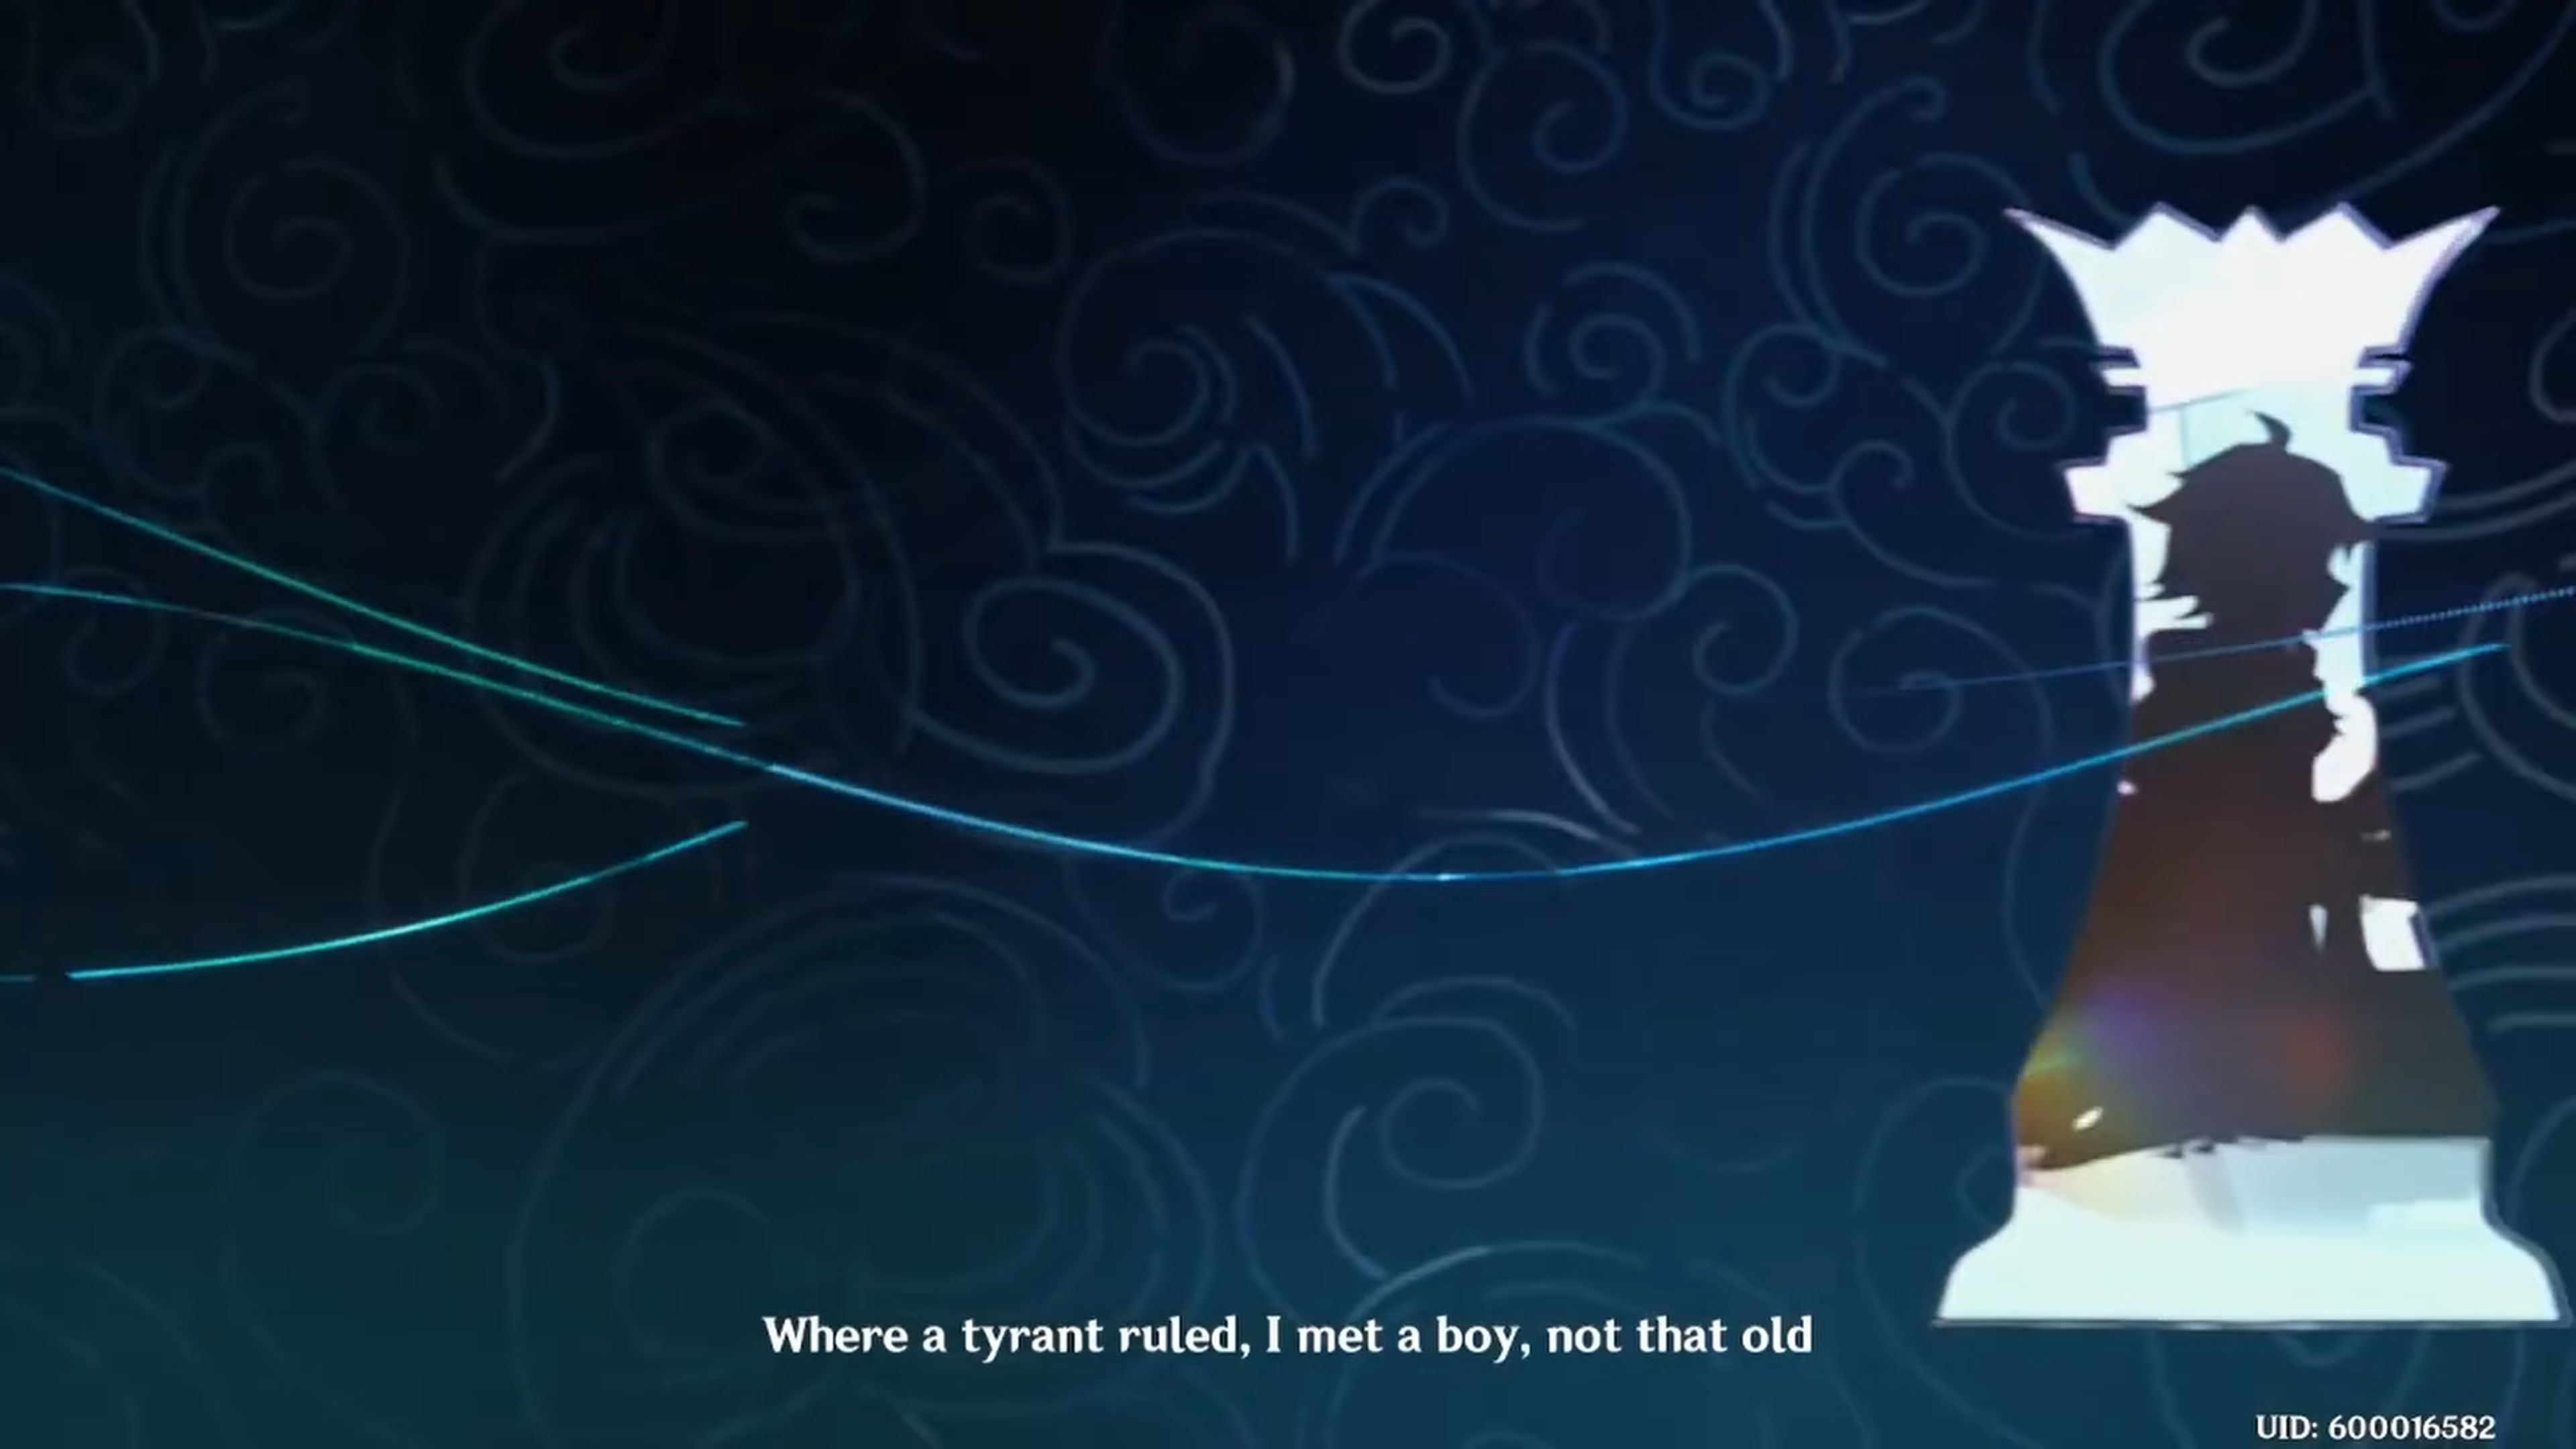 Where a tyrant ruled, I met a boy, not that old
UID: 600016582